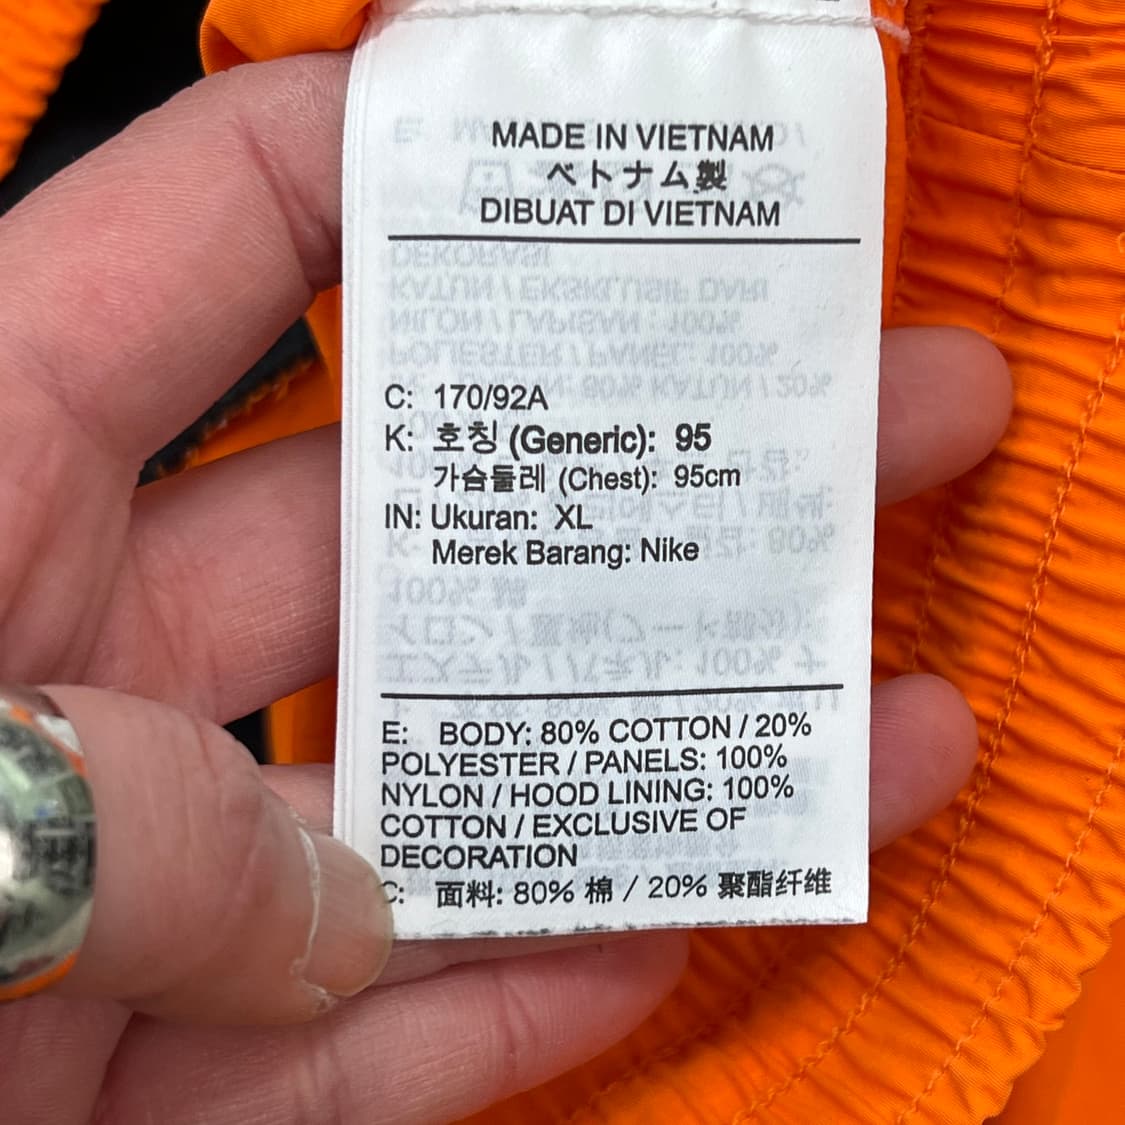 MADE IN VIETNAM
ベトナム製
DIBUAT DI VIETNAM
C: 170/92A
K: 호칭 (Generic): 95
가슴둘레 (Chest): 95cm
IN: Ukuran: XL
Merek Barang: Nike
E: BODY: 80% COTTON / 20%
POLYESTER / PANELS: 100%
NYLON / HOOD LINING: 100%
COTTON / EXCLUSIVE OF
DECORATION
C: 面料: 80% 棉 / 20% 聚酯纤维